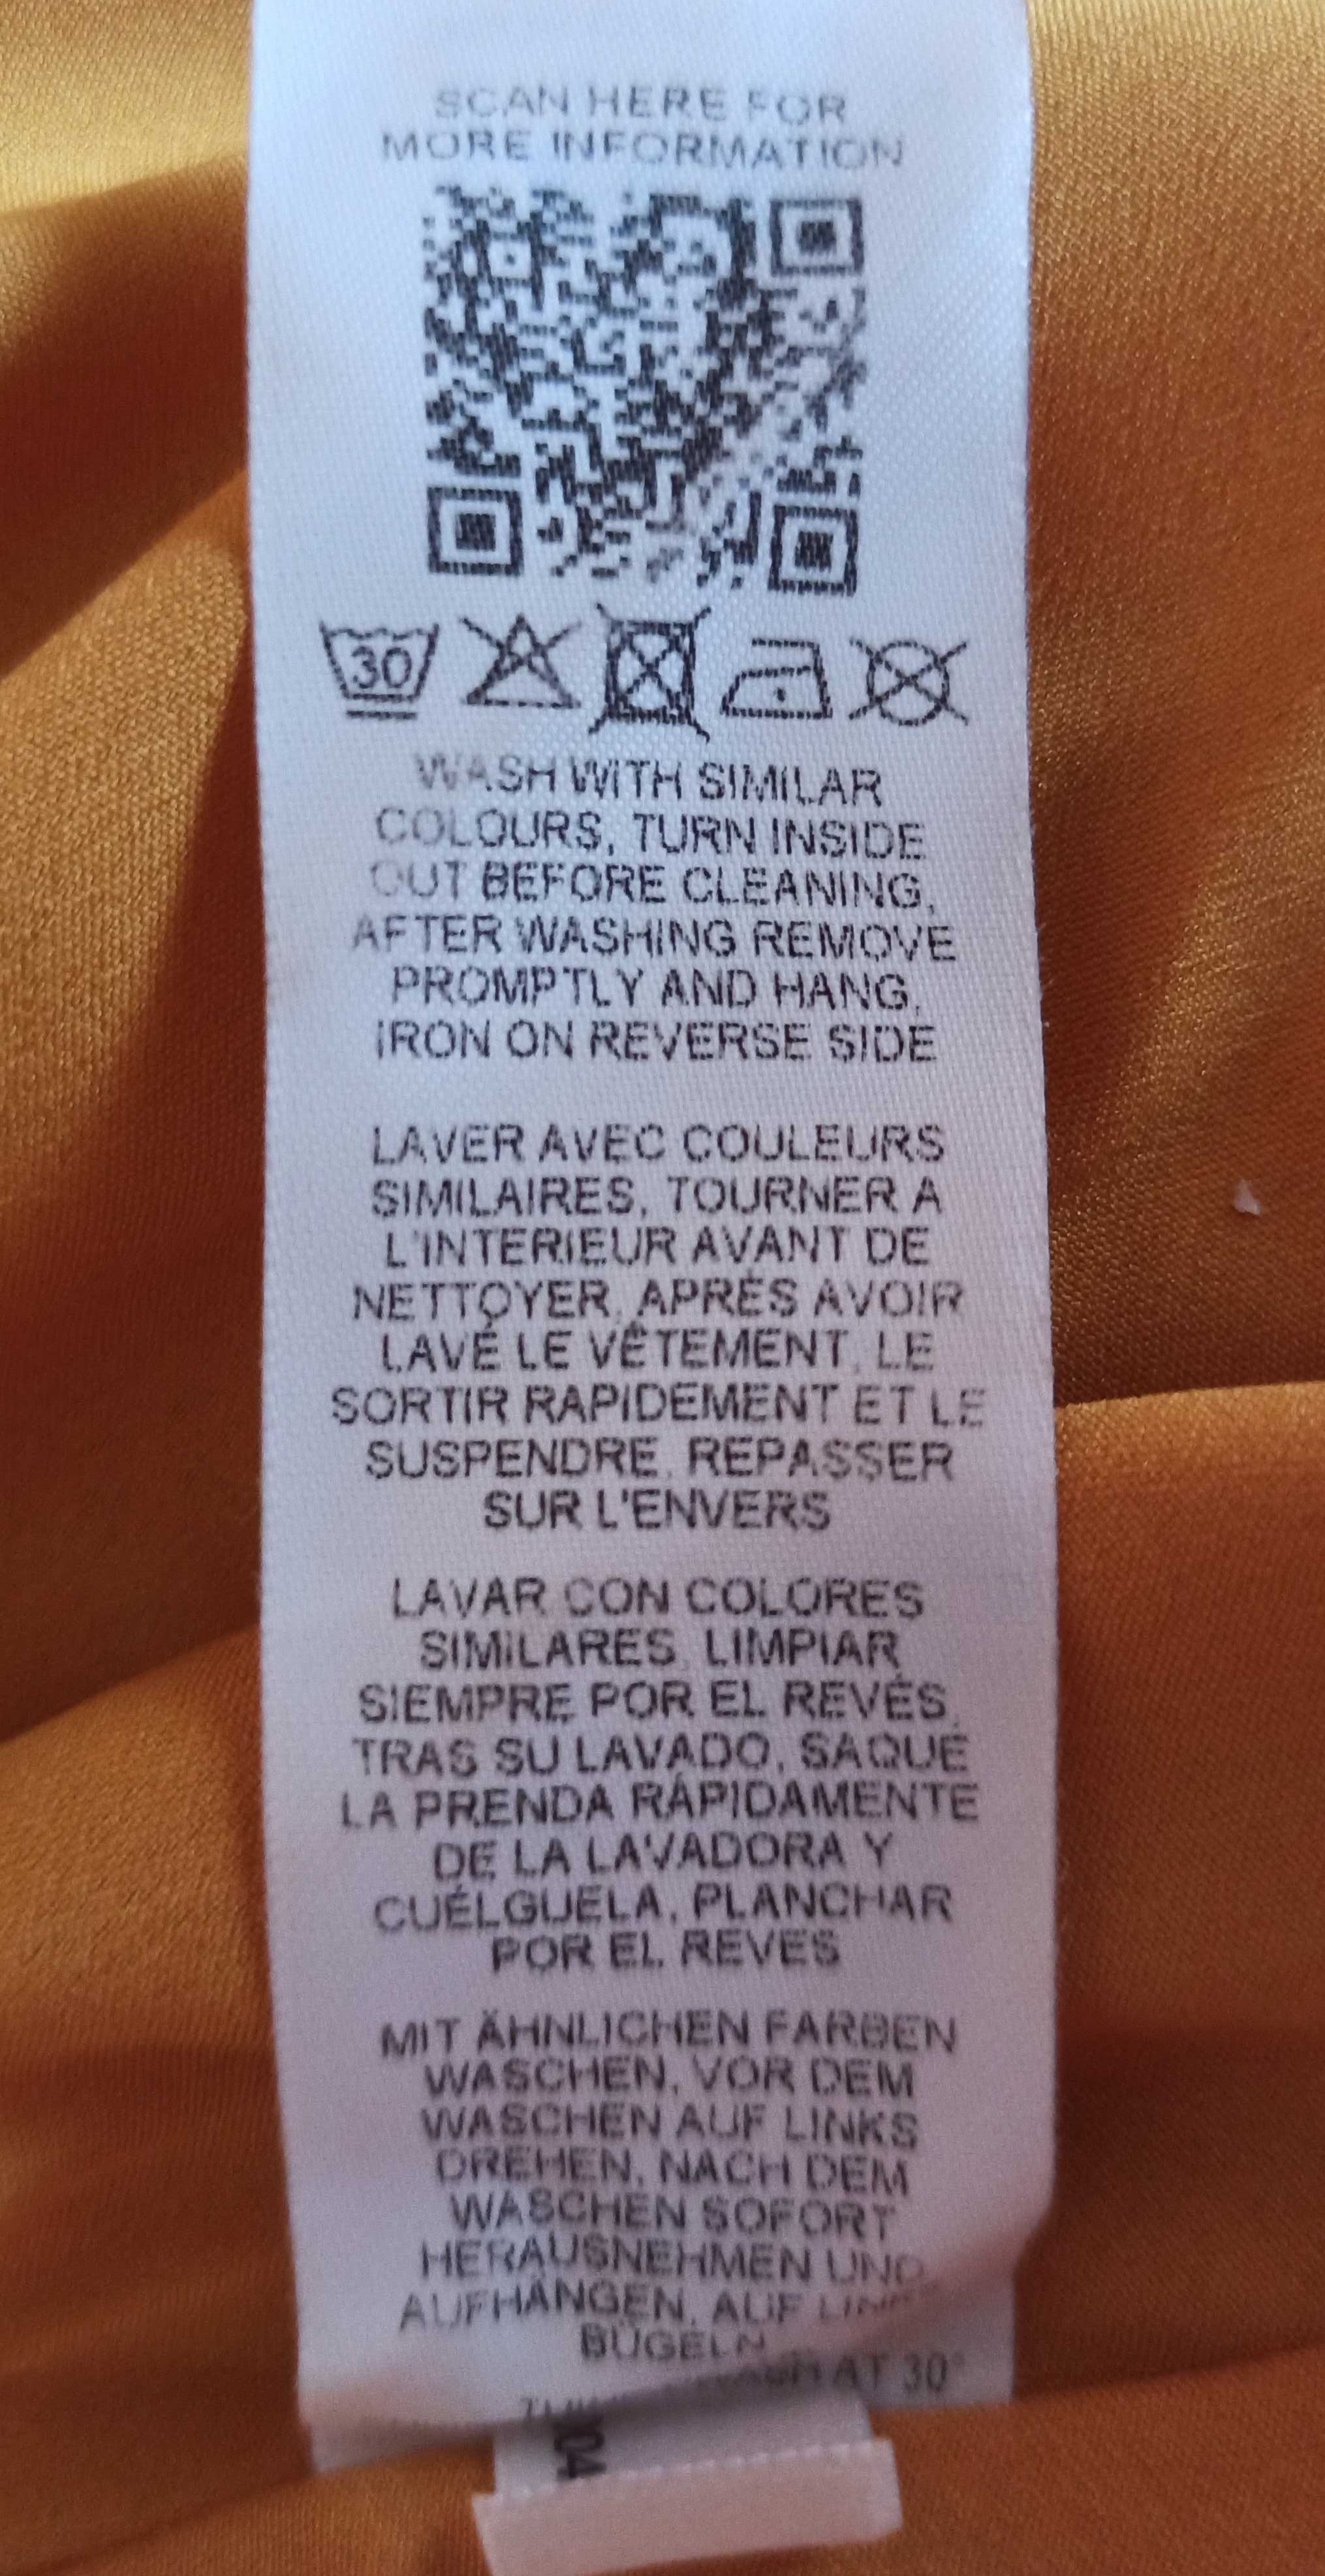 SCAN HERE FOR
MORE INFORMATION
30
WASH WITH SIMILAR
COLOURS, TURN INSIDE
OUT BEFORE CLEANING,
AFTER WASHING REMOVE
PROMPTLY AND HANG,
IRON ON REVERSE SIDE
LAVER AVEC COULEURS
SIMILAIRES, TOURNER A
L'INTERIEUR AVANT DE
NETTOYER, APRÈS AVOIR
LAVÉ LE VÊTEMENT, LE
SORTIR RAPIDEMENT ET LE
SUSPENDRE, REPASSER
SUR L'ENVERS
LAVAR CON COLORES
SIMILARES, LIMPIAR
SIEMPRE POR EL REVÉS,
TRAS SU LAVADO, SAQUE
LA PRENDA RÁPIDAMENTE
DE LA LAVADORA Y
CUÉLGUELA, PLANCHAR
POR EL REVES
MIT ÄHNLICHEN FARBEN
WASCHEN, VOR DEM
WASCHEN AUF LINKS
DREHEN, NACH DEM
WASCHEN SOFORT
HERAUSNEHMEN UND
AUFHÄNGEN, AUF
BÜGELN
AT 30°